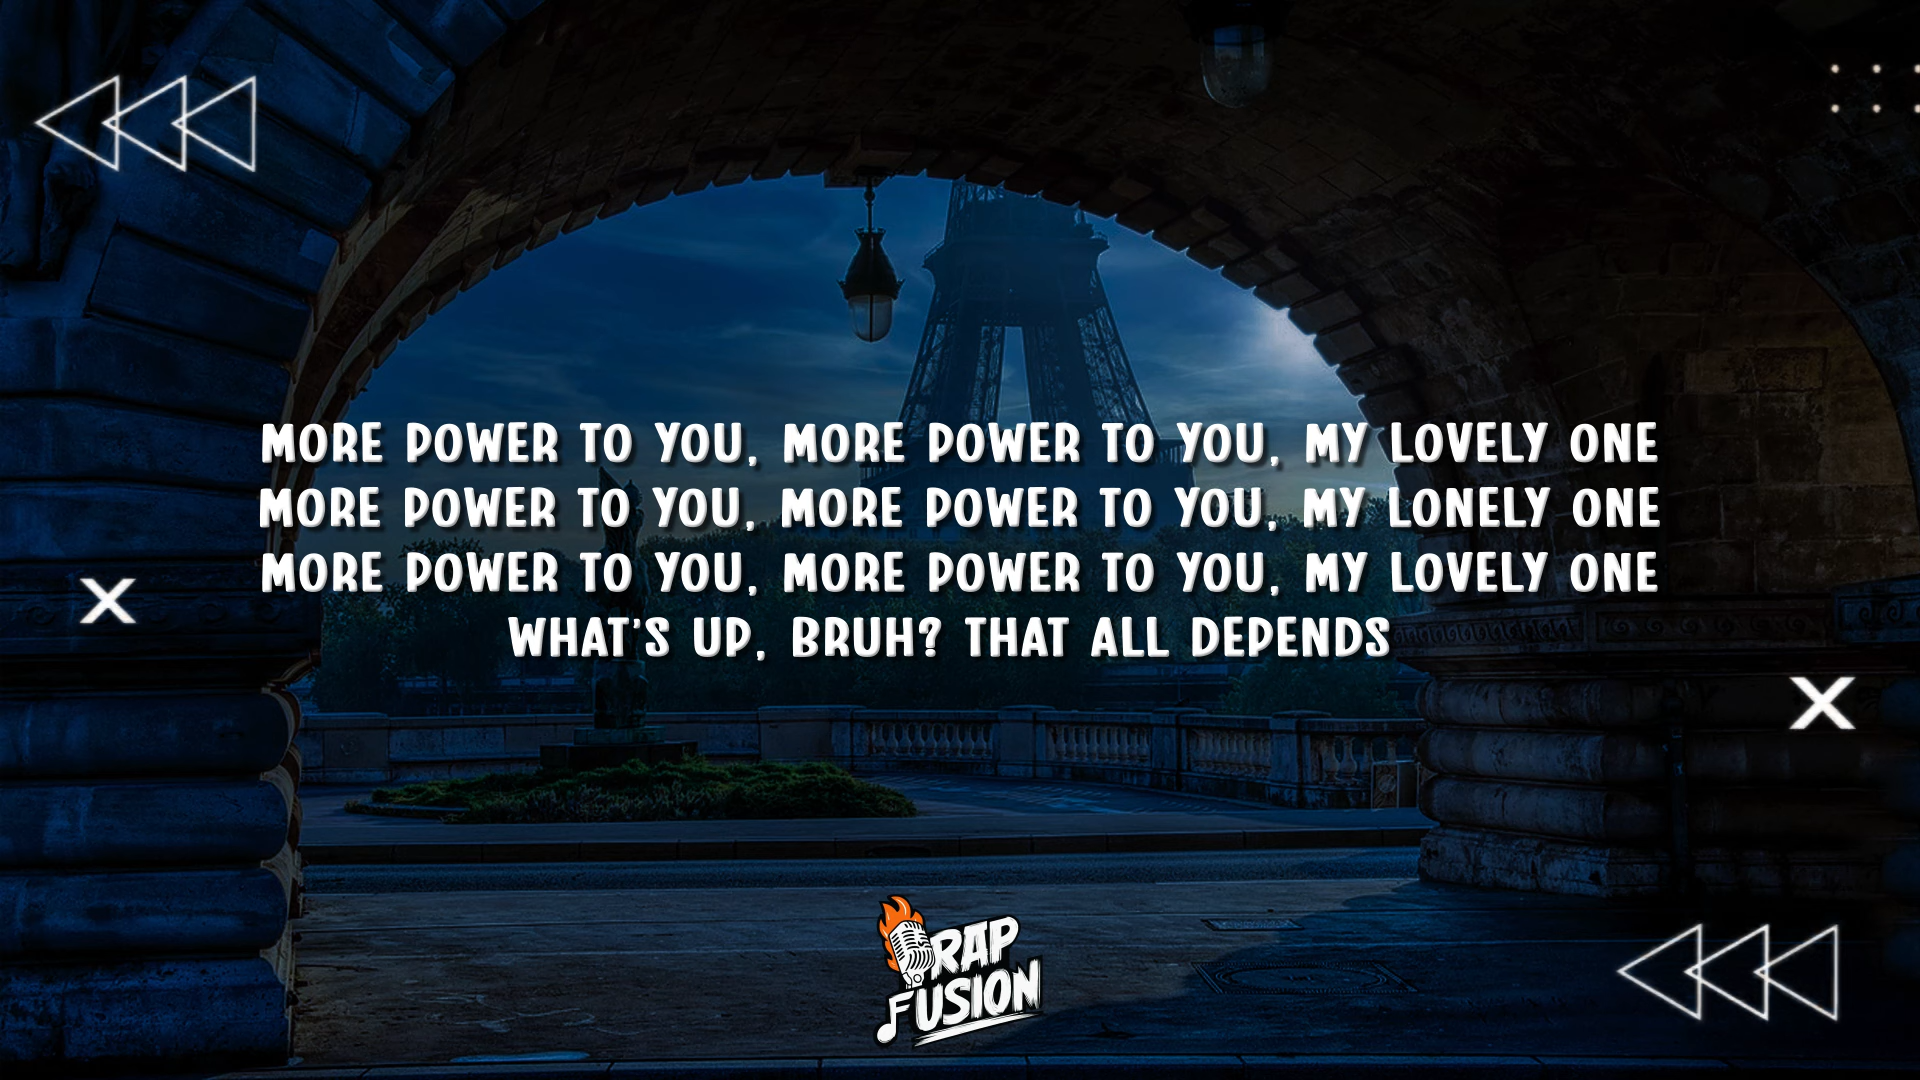 MORE POWER TO YOU, MORE POWER TO YOU, MY LOVELY ONE
MORE POWER TO YOU, MORE POWER TO YOU, MY LONELY ONE
MORE POWER TO YOU, MORE POWER TO YOU, MY LOVELY ONE
WHAT'S UP, BRUH? THAT ALL DEPENDS
RAP
FUSION